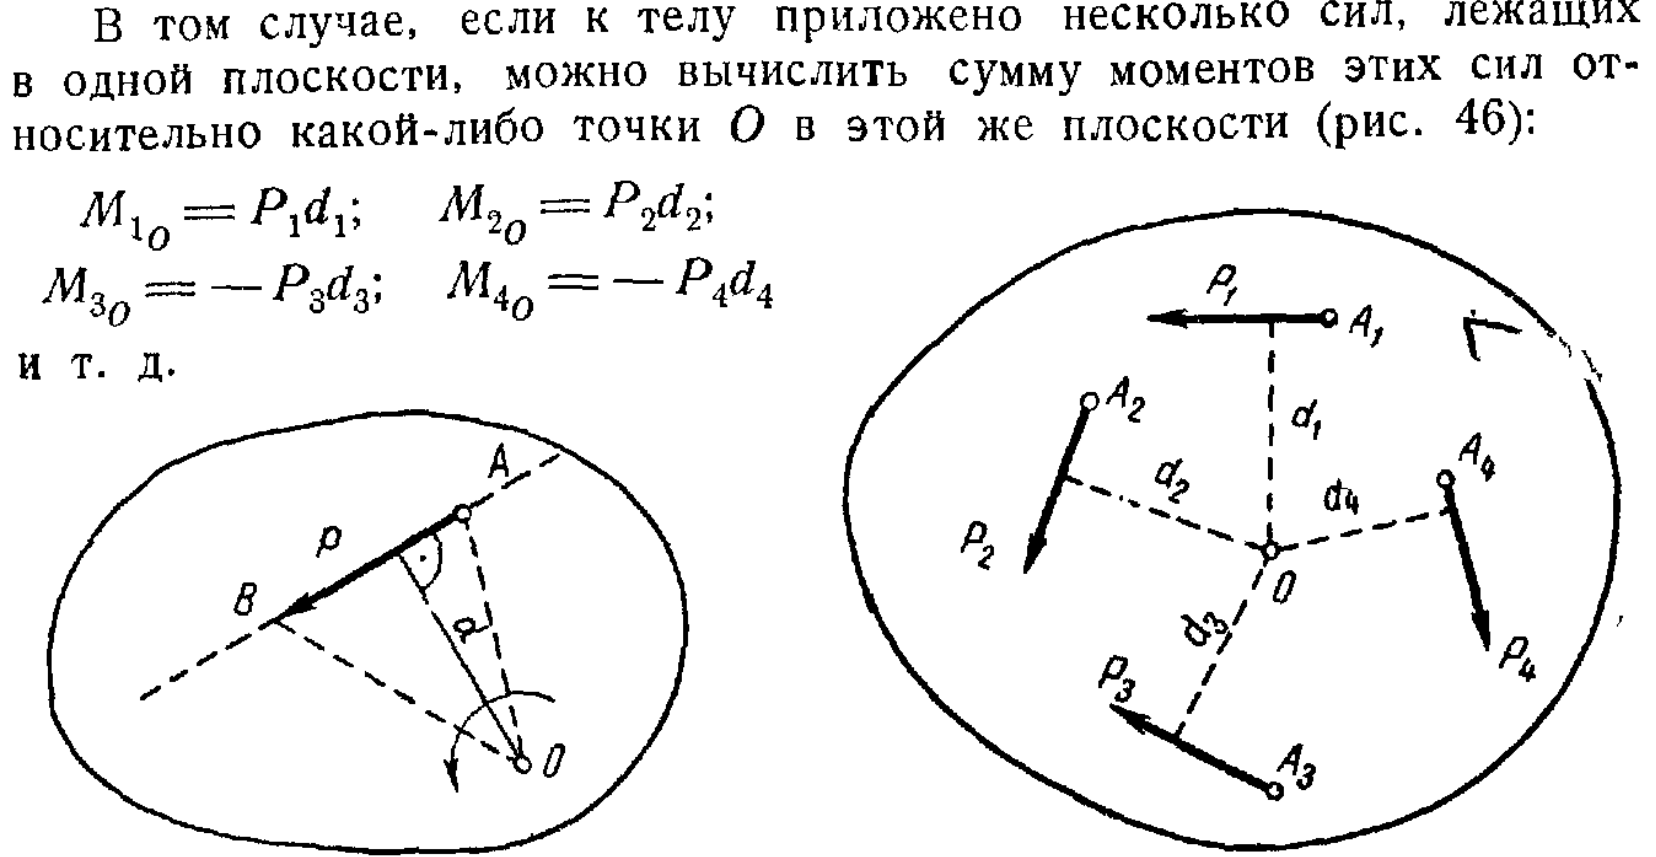 В том случае, если к телу приложено несколько сил, лежащих
в одной плоскости, можно вычислить сумму моментов этих сил от-
носительно какой-либо точки O в этой же плоскости (рис. 46):
M₁O = P₁d₁; M₂O = P₂d₂;
M₃O = — P₃d₃; M₄O = — P₄d₄
и т. д.
A
P
B
d
O
P₁
A₁
A₂
d₁
A₄
d₂
d₄
P₂
O
d₃
P₄
P₃
A₃